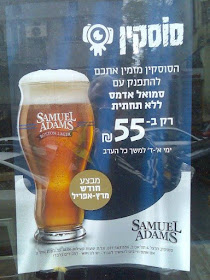 סוסקין
הסוסקין מזמין אתכם
להתפנק עם
סמואל אדמס
ללא תחתית
רק ב-55 ₪
ימי א'-ד' למשך כל הערב
SAMUEL
ADAMS
BOSTON LAGER
מבצע
חודש
מרץ-אפריל
SAMUEL
ADAMS